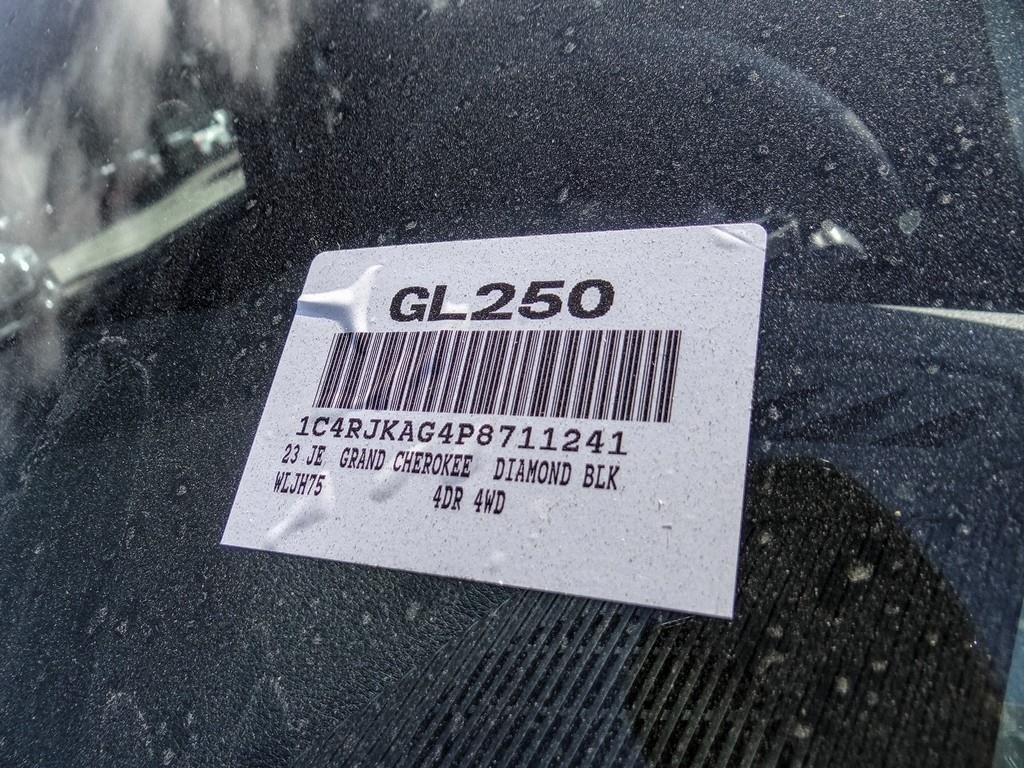 GL250
1C4RJKAG4P8711241
23 JE GRAND CHEROKEE DIAMOND BLK
WLJH75 4DR 4WD